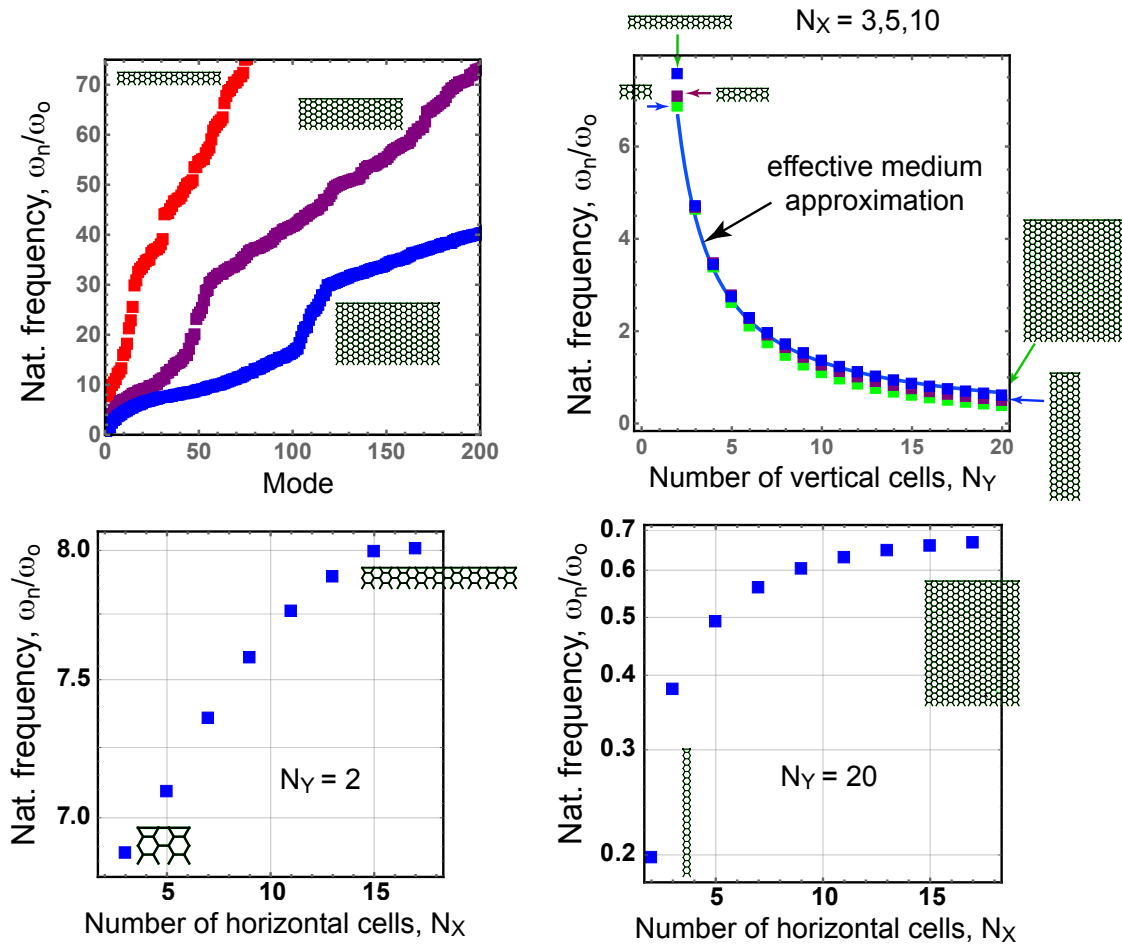 Nat. frequency, ωn/ωo
70
60
50
40
30
20
10
0
0
50
100
150
200
Mode
NX = 3,5,10
Nat. frequency, ωn/ωo
6
4
2
0
effective medium
approximation
0
5
10
15
20
Number of vertical cells, NY
Nat. frequency, ωn/ωo
8.0
7.5
7.0
NY = 2
5
10
15
Number of horizontal cells, NX
Nat. frequency, ωn/ωo
0.7
0.6
0.5
0.4
0.3
0.2
NY = 20
5
10
15
Number of horizontal cells, NX